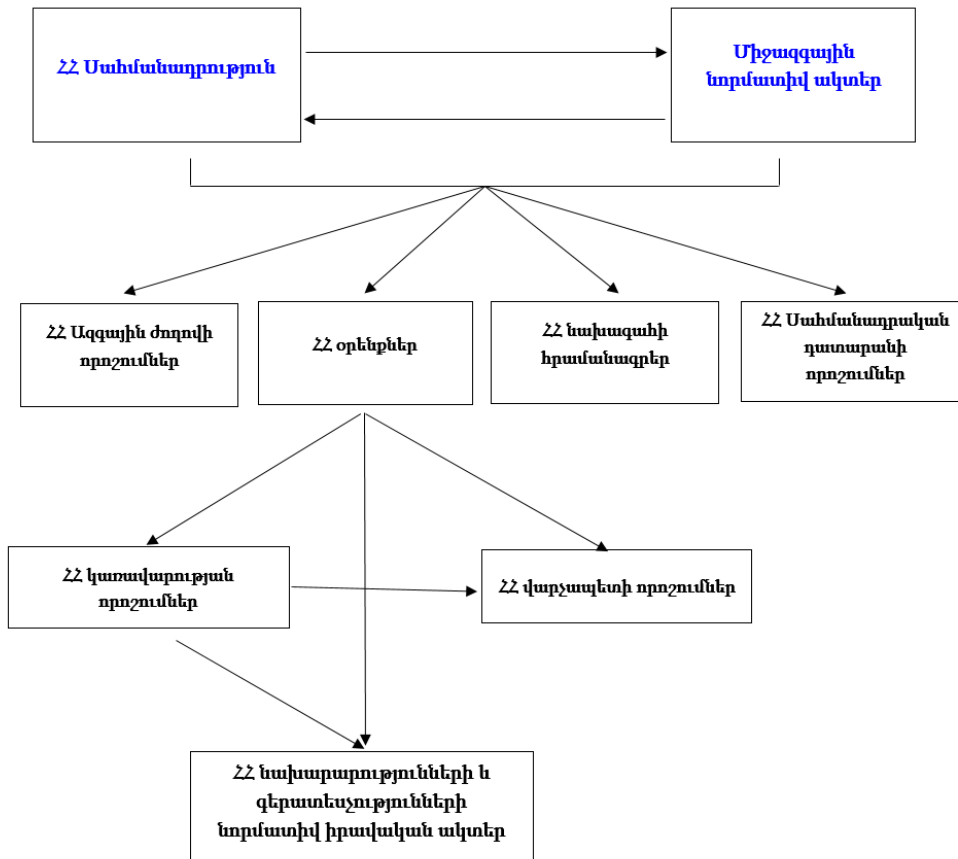 ՀՀ Սահմանադրություն
Միջազգային
նորմատիվ ակտեր
ՀՀ Ազգային ժողովի
որոշումներ
ՀՀ օրենքներ
ՀՀ նախագահի
հրամանագրեր
ՀՀ Սահմանադրական
դատարանի
որոշումներ
ՀՀ կառավարության
որոշումներ
ՀՀ վարչապետի որոշումներ
ՀՀ նախարարությունների և
գերատեսչությունների
նորմատիվ իրավական ակտեր